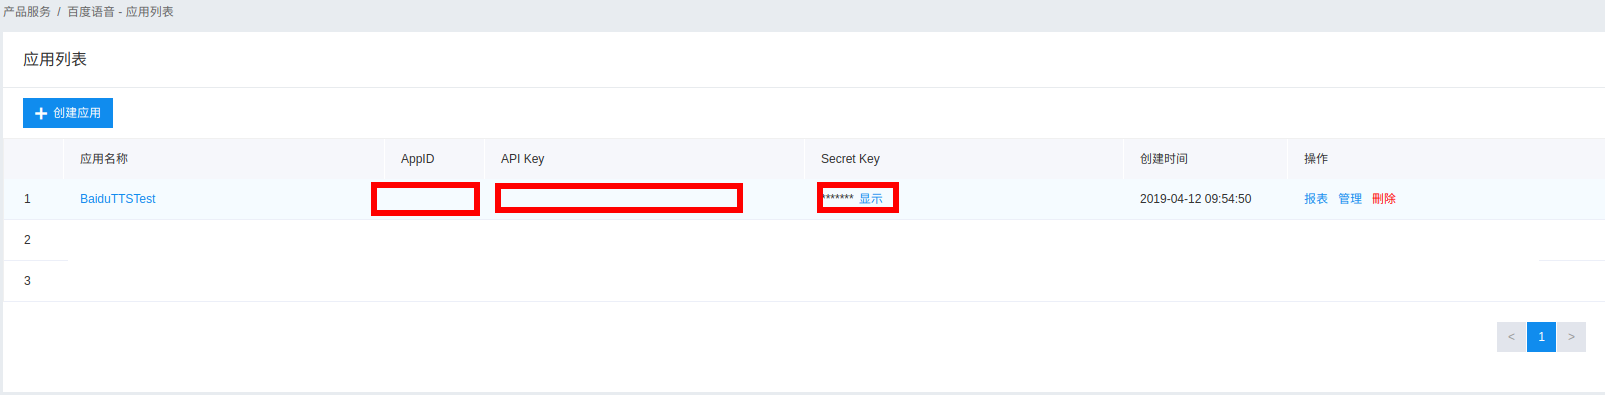 产品服务 / 百度语音 - 应用列表
应用列表
创建应用
应用名称 AppID API Key Secret Key 创建时间 操作
1 BaiduTTSTest ******* 显示 2019-04-12 09:54:50 报表 管理 删除
2
3
< 1 >